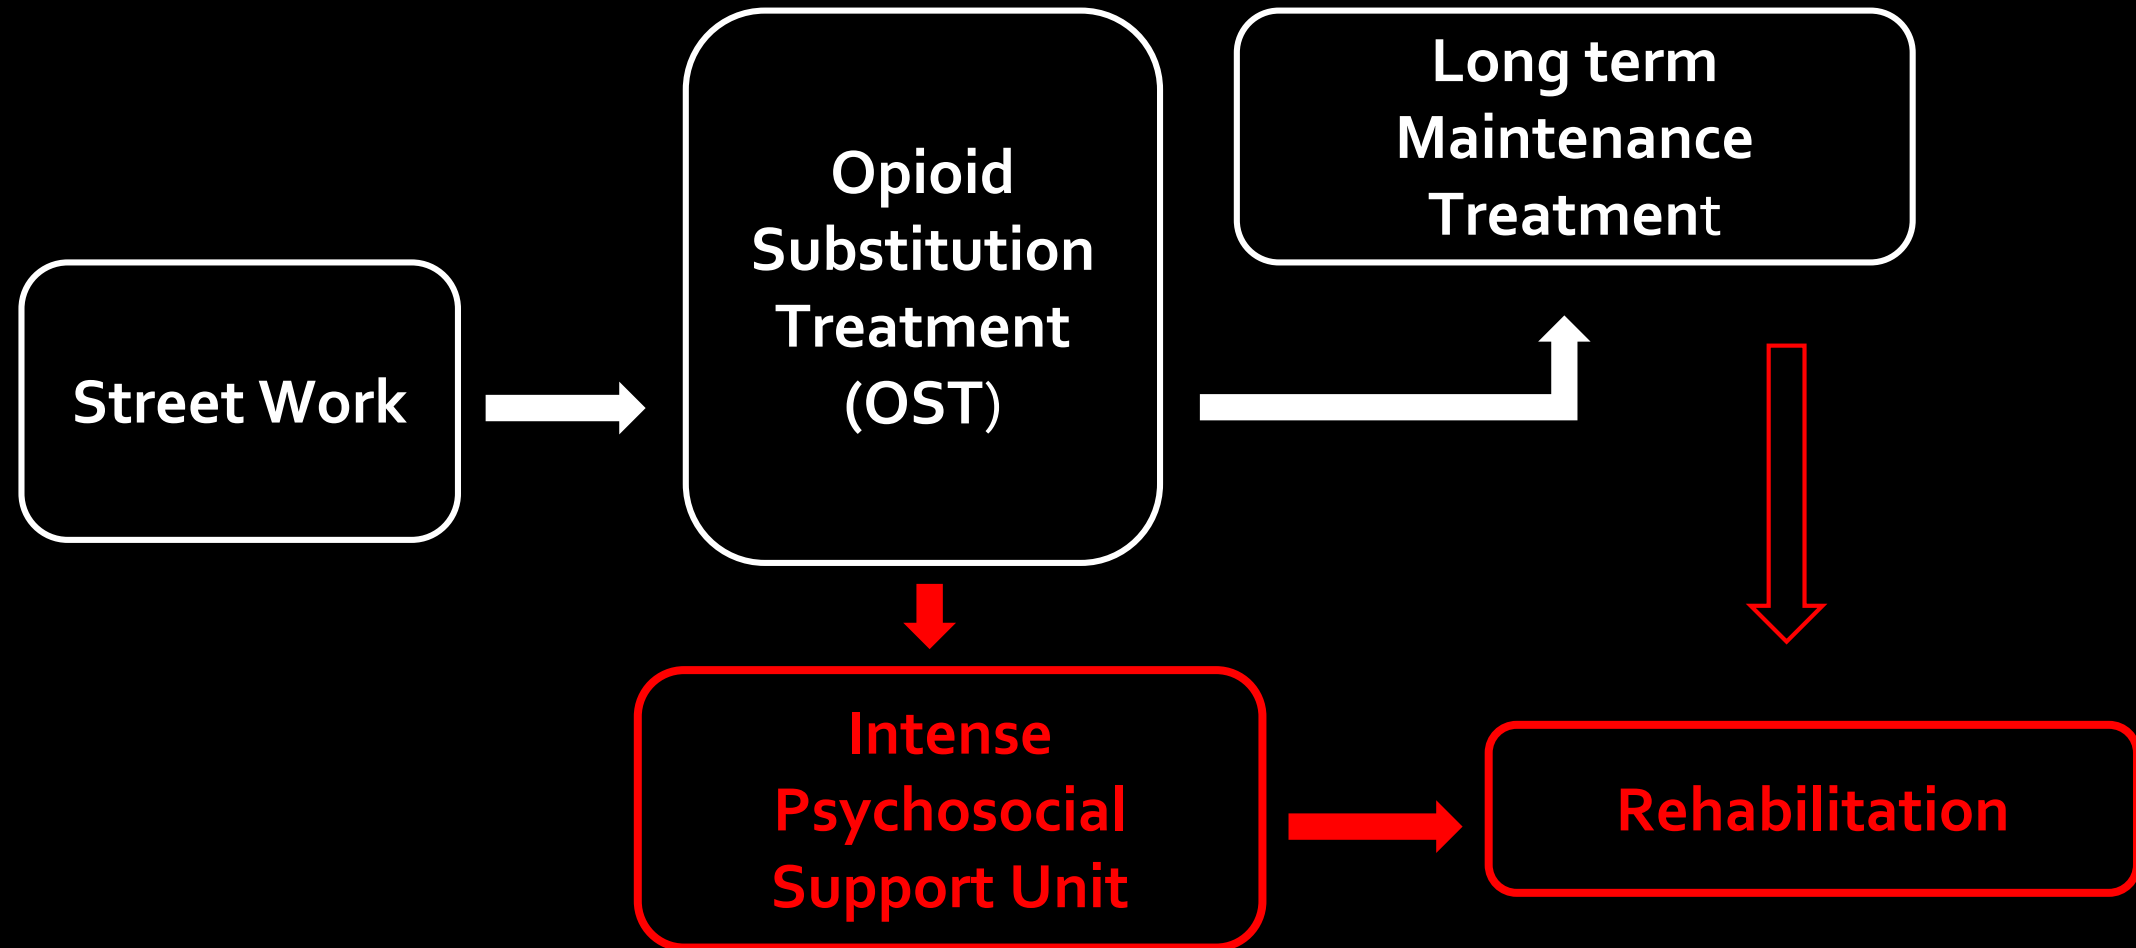 Street Work
Opioid
Substitution
Treatment
(OST)
Long term
Maintenance
Treatment
Intense
Psychosocial
Support Unit
Rehabilitation